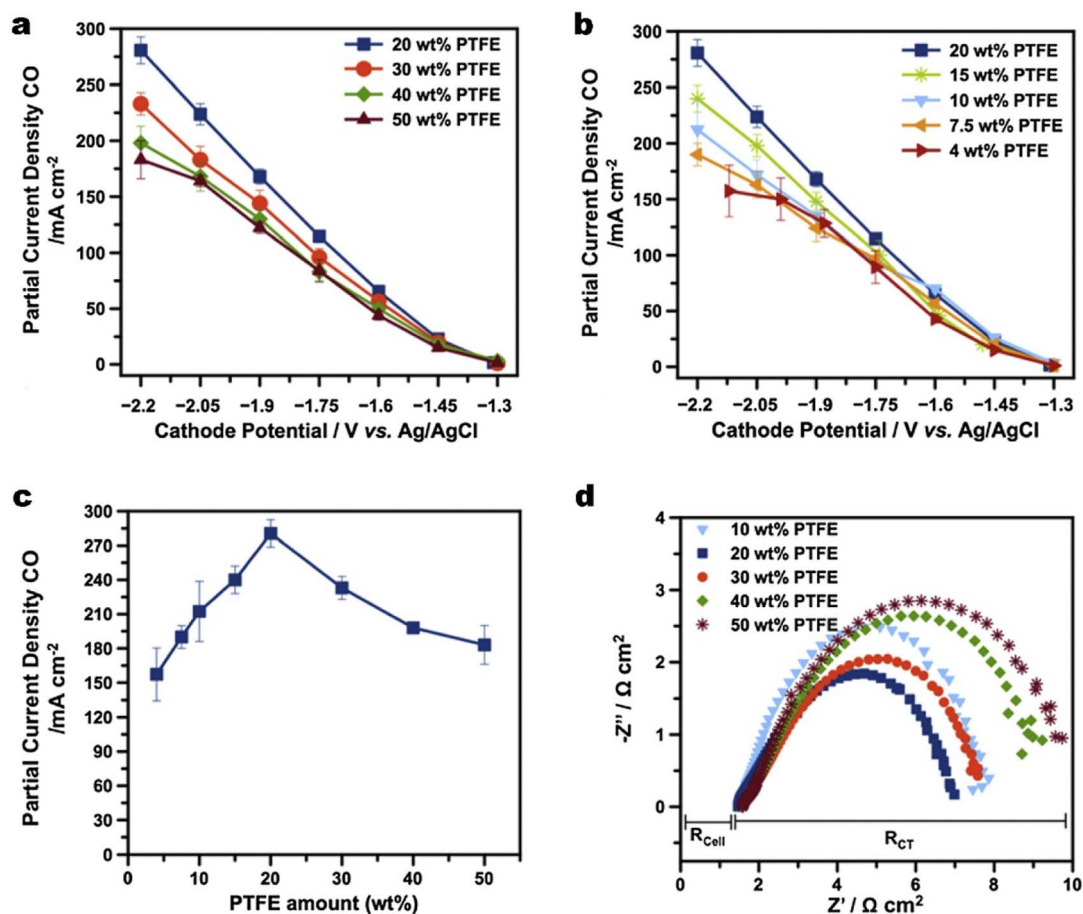 a
Partial Current Density CO
/mA cm-2
300
250
200
150
100
50
0
20 wt% PTFE
30 wt% PTFE
40 wt% PTFE
50 wt% PTFE
−2.2 −2.05 −1.9 −1.75 −1.6 −1.45 −1.3
Cathode Potential / V vs. Ag/AgCl
b
Partial Current Density CO
/mA cm-2
300
250
200
150
100
50
0
20 wt% PTFE
15 wt% PTFE
10 wt% PTFE
7.5 wt% PTFE
4 wt% PTFE
−2.2 −2.05 −1.9 −1.75 −1.6 −1.45 −1.3
Cathode Potential / V vs. Ag/AgCl
c
Partial Current Density CO
/mA cm-2
300
270
240
210
180
150
120
90
60
30
0
0 10 20 30 40 50
PTFE amount (wt%)
d
-Z'' / Ω cm2
4
3
2
1
0
10 wt% PTFE
20 wt% PTFE
30 wt% PTFE
40 wt% PTFE
50 wt% PTFE
RCell
RCT
0 2 4 6 8 10
Z' / Ω cm2